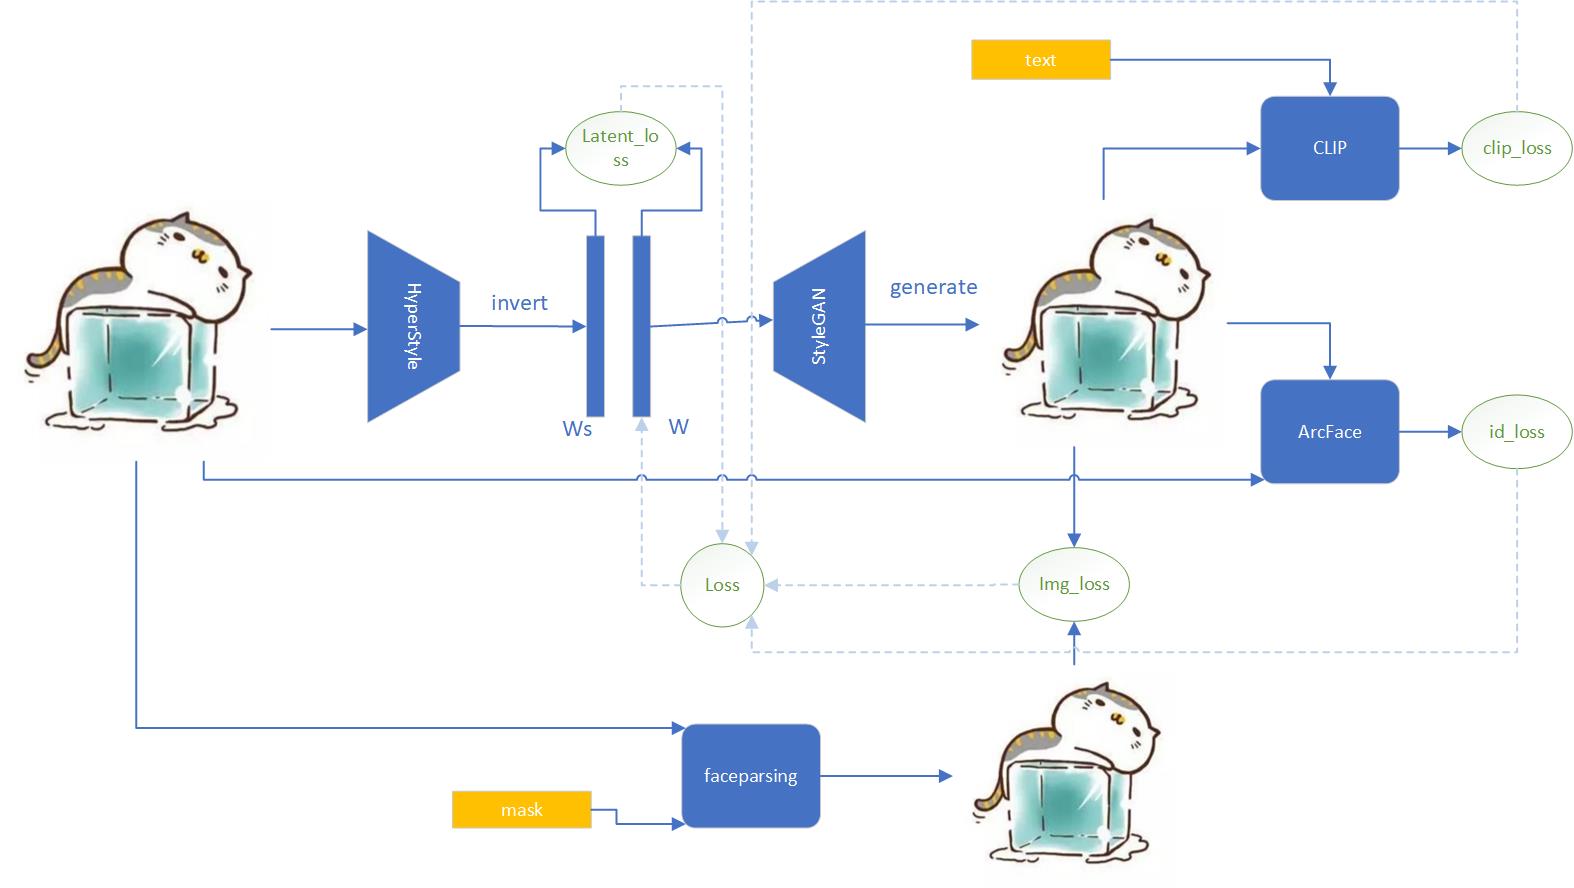 text
Latent_lo
ss
CLIP
clip_loss
HyperStyle
invert
StyleGAN
generate
Ws
W
ArcFace
id_loss
Loss
Img_loss
faceparsing
mask